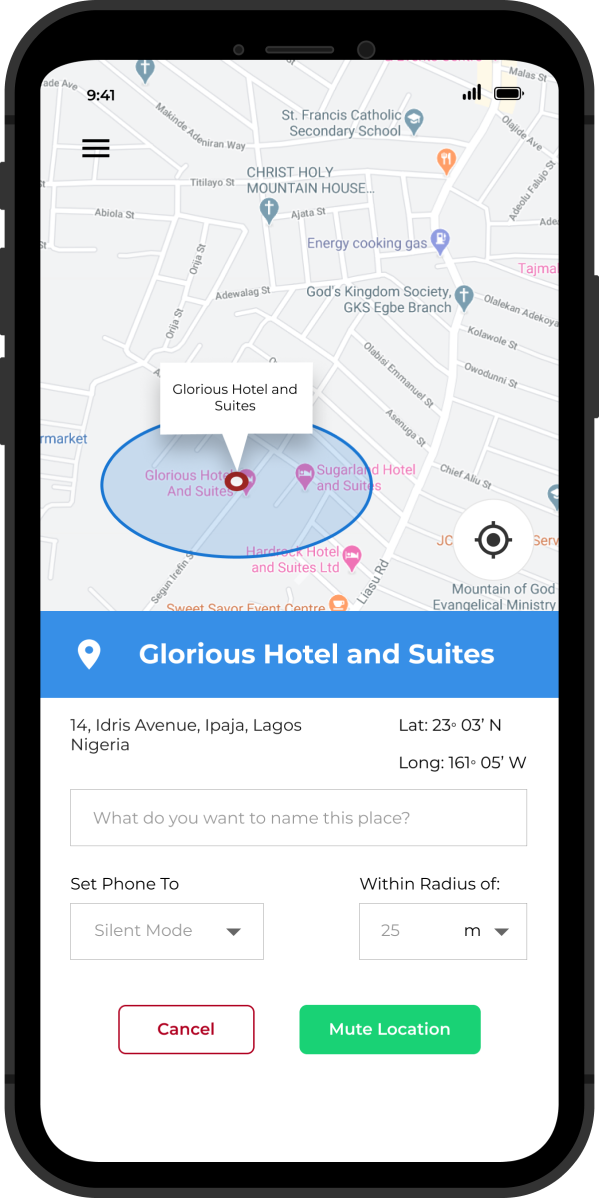 9:41
Malas St
ade Ave
Makinde Adeniran Way
St. Francis Catholic
Secondary School
Olajide Ave
CHRIST HOLY
MOUNTAIN HOUSE...
Titilayo St
Adeolu Falujo St
Abiola St
Ajata St
Energy cooking gas
Orija St
Tajmal
Adewalag St
God's Kingdom Society,
GKS Egbe Branch
Olalekan Adekoya
Orija St
Kolawole St
Olabisi Emmanuel St
Owodunni St
Glorious Hotel and
Suites
Asenuga St
rmarket
Glorious Hotel
And Suites
Sugarland Hotel
and Suites
Chief Aliu St
JC
Serv
Hardrock Hotel
and Suites Ltd
Segun Irefin St
Liasu Rd
Mountain of God
Evangelical Ministry
Sweet Savor Event Centre
Glorious Hotel and Suites
14, Idris Avenue, Ipaja, Lagos
Nigeria
Lat: 23◦ 03’ N
Long: 161◦ 05’ W
What do you want to name this place?
Set Phone To
Within Radius of:
Silent Mode
25 m
Cancel
Mute Location